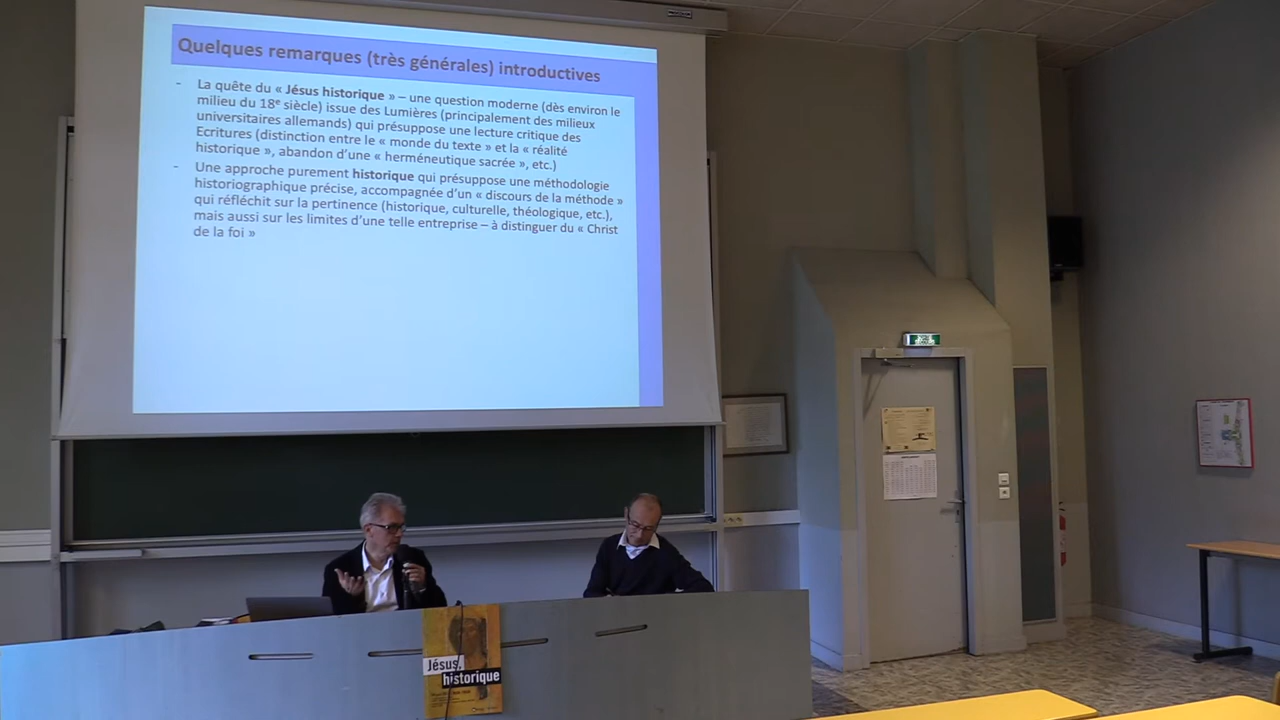 Quelques remarques (très générales) introductives
- La quête du « Jésus historique » – une question moderne (dès environ le
milieu du 18e siècle) issue des Lumières (principalement des milieux
universitaires allemands) qui présuppose une lecture critique des
Ecritures (distinction entre le « monde du texte » et la « réalité
historique », abandon d'une « herméneutique sacrée », etc.)
- Une approche purement historique qui présuppose une méthodologie
historiographique précise, accompagnée d'un « discours de la méthode »
qui réfléchit sur la pertinence (historique, culturelle, théologique, etc.),
mais aussi sur les limites d'une telle entreprise – à distinguer du « Christ
de la foi »
Jésus,
historique